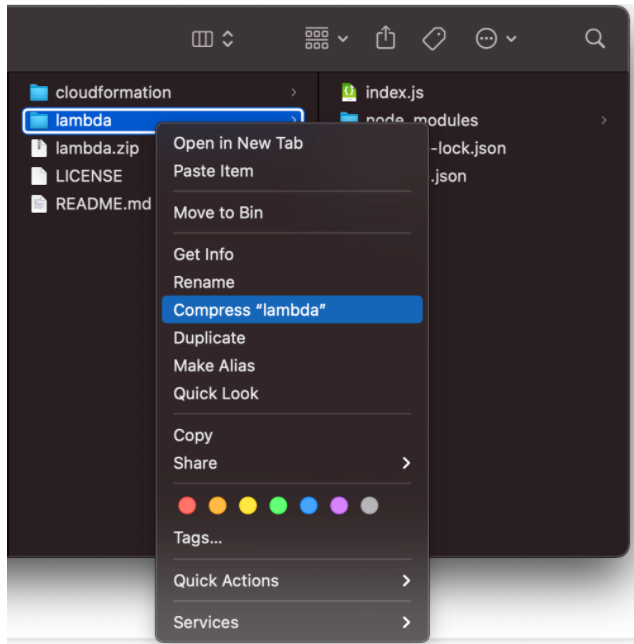 cloudformation
lambda
lambda.zip
LICENSE
README.md
index.js
node_modules
-lock.json
.json
Open in New Tab
Paste Item
Move to Bin
Get Info
Rename
Compress “lambda”
Duplicate
Make Alias
Quick Look
Copy
Share
Tags...
Quick Actions
Services